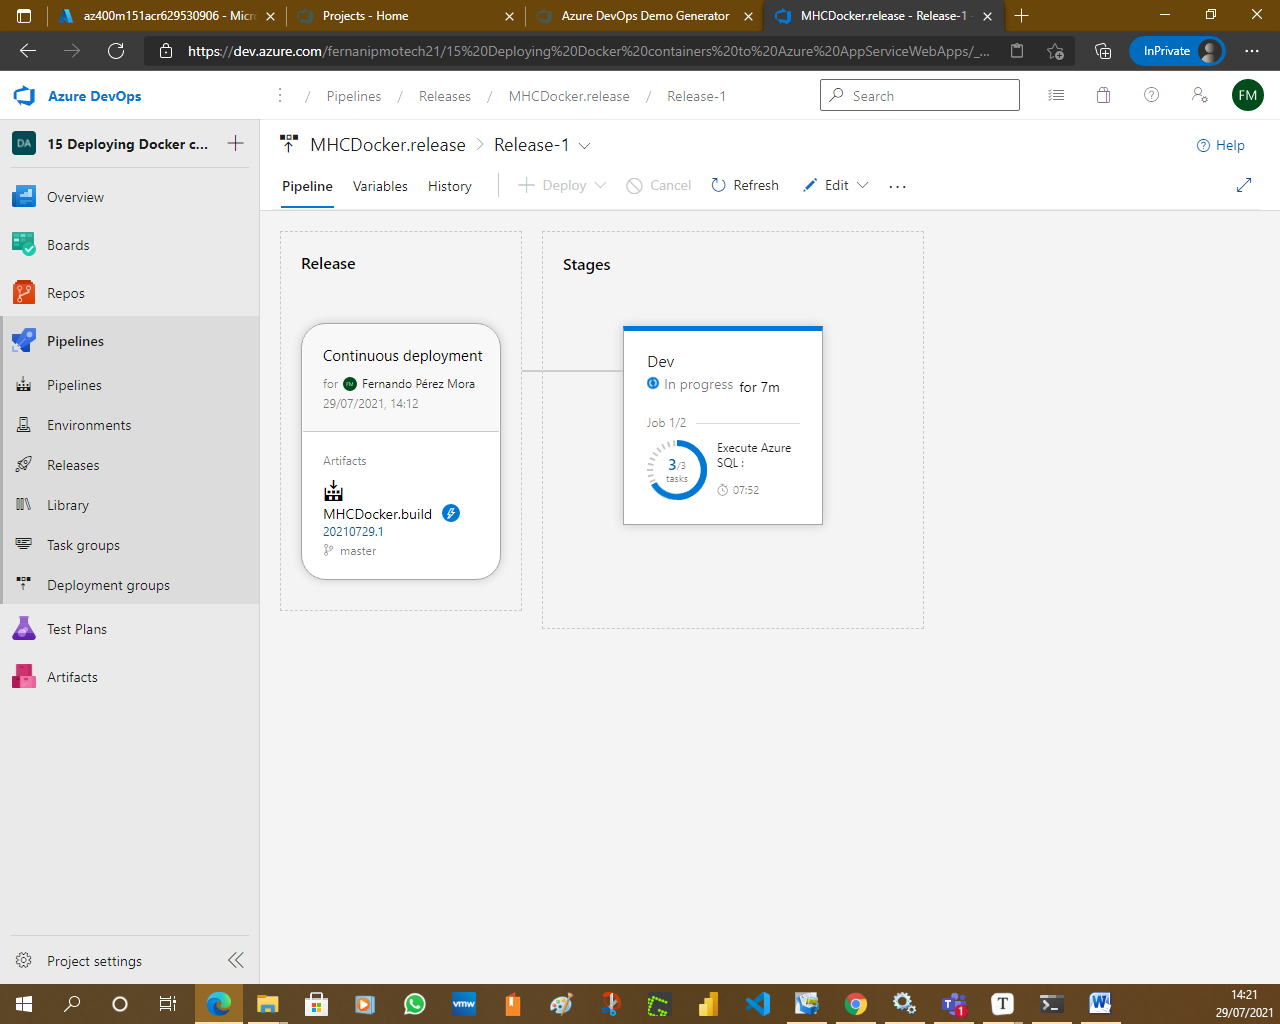 az400m151acr629530906 - Micr
Projects - Home
Azure DevOps Demo Generator
MHCDocker.release - Release-1 -
https://dev.azure.com/fernanipmotech21/15%20Deploying%20Docker%20containers%20to%20Azure%20AppServiceWebApps/_...
InPrivate
Azure DevOps
/ Pipelines / Releases / MHCDocker.release / Release-1
Search
FM
DA
15 Deploying Docker c...
Overview
Boards
Repos
Pipelines
Pipelines
Environments
Releases
Library
Task groups
Deployment groups
Test Plans
Artifacts
Project settings
MHCDocker.release > Release-1
Help
Pipeline
Variables
History
Deploy
Cancel
Refresh
Edit
...
Release
Continuous deployment
for FM Fernando Pérez Mora
29/07/2021, 14:12
Artifacts
MHCDocker.build
20210729.1
master
Stages
Dev
In progress for 7m
Job 1/2
3/3
tasks
Execute Azure
SQL :
07:52
vmw
T
1
W
14:21
29/07/2021